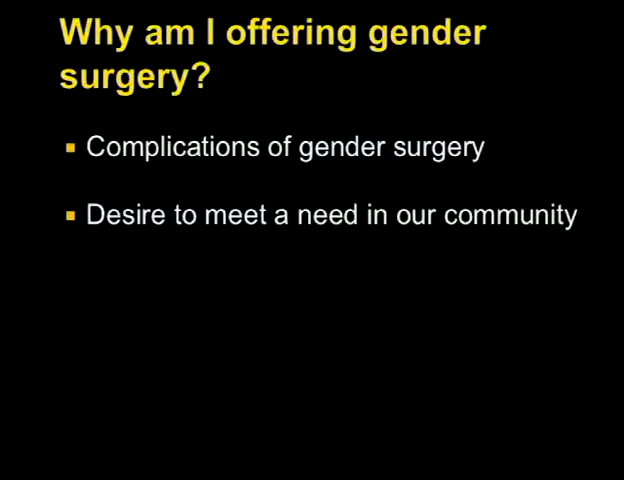 Why am I offering gender
surgery?
Complications of gender surgery
Desire to meet a need in our community